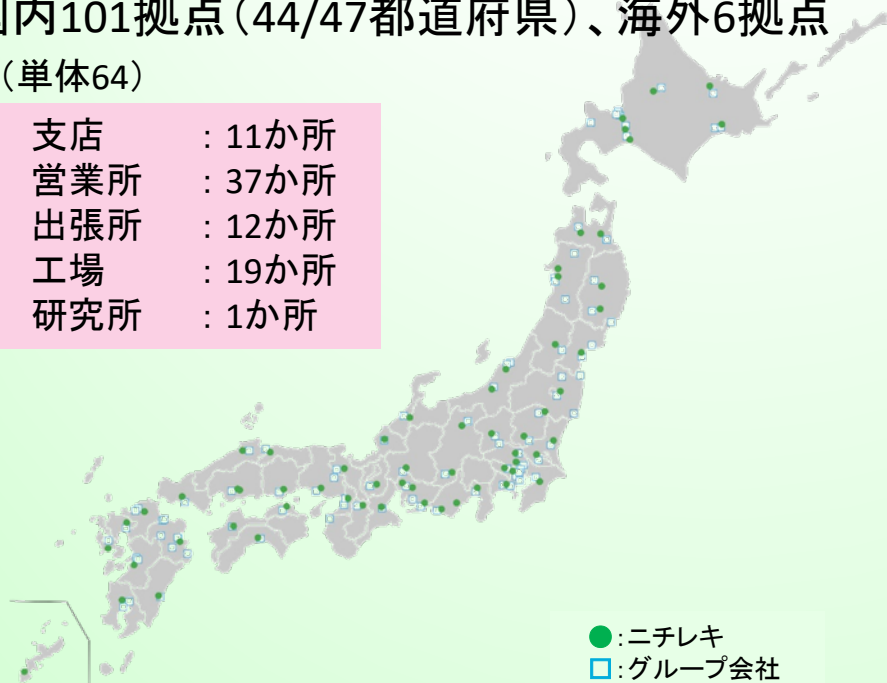 国内101拠点（44/47都道府県）、海外6拠点
（単体64）
支店 ：11か所
営業所 ：37か所
出張所 ：12か所
工場 ：19か所
研究所 ：1か所
●：ニチレキ
□：グループ会社